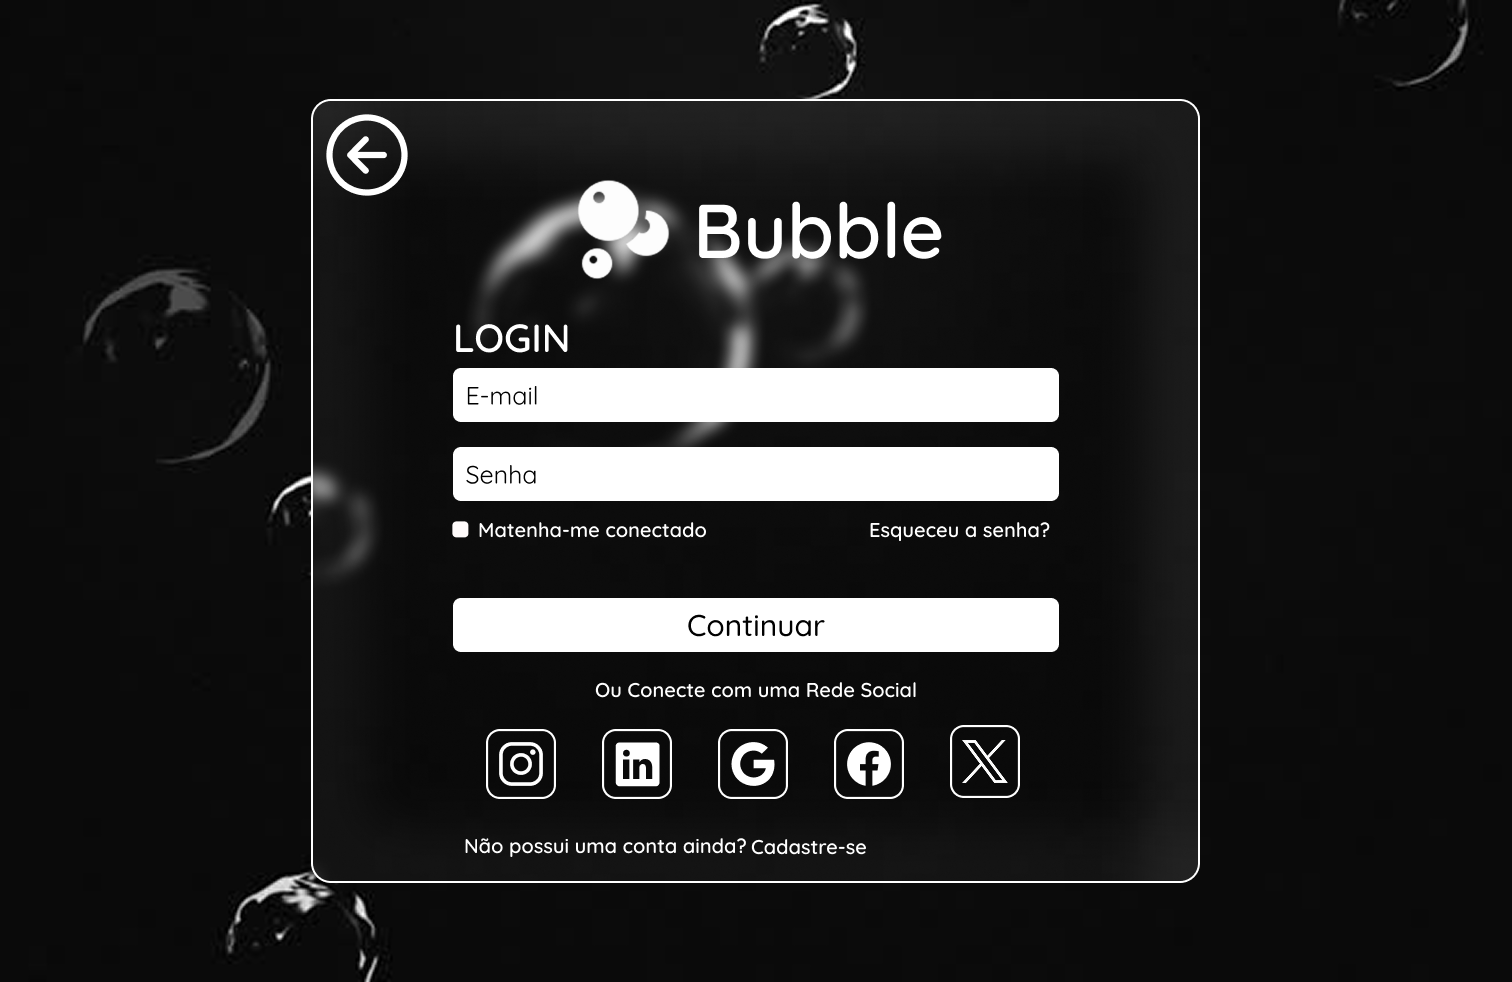 Bubble
LOGIN
E-mail
Senha
Matenha-me conectado
Esqueceu a senha?
Continuar
Ou Conecte com uma Rede Social
Não possui uma conta ainda? Cadastre-se